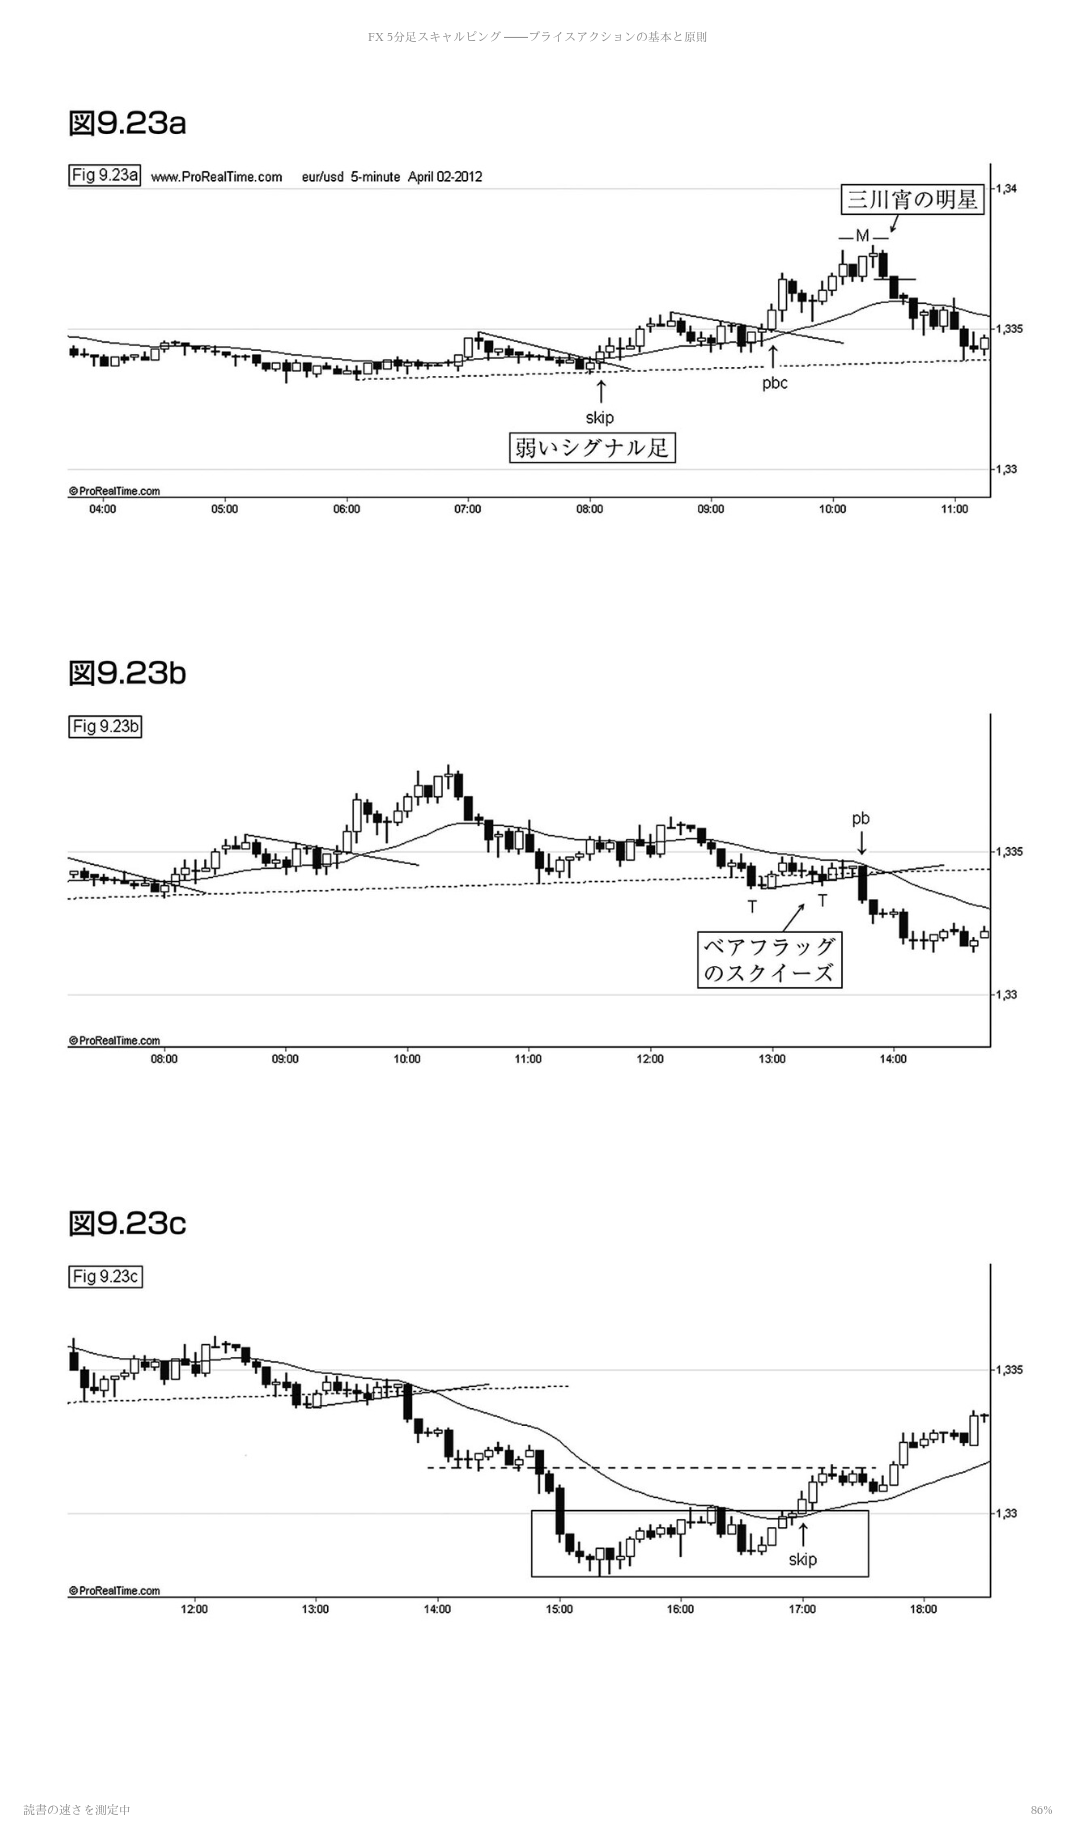 FX 5分足スキャルピング ――プライスアクションの基本と原則
図9.23a
Fig 9.23a www.ProRealTime.com eur/usd 5-minute April 02-2012
1,34
三川宵の明星
M
1,335
pbc
skip
弱いシグナル足
1,33
©ProRealTime.com
04:00 05:00 06:00 07:00 08:00 09:00 10:00 11:00
図9.23b
Fig 9.23b
pb
1,335
T T
ベアフラッグ
のスクイーズ
1,33
©ProRealTime.com
08:00 09:00 10:00 11:00 12:00 13:00 14:00
図9.23c
Fig 9.23c
1,335
1,33
skip
©ProRealTime.com
12:00 13:00 14:00 15:00 16:00 17:00 18:00
読書の速さを測定中 86%